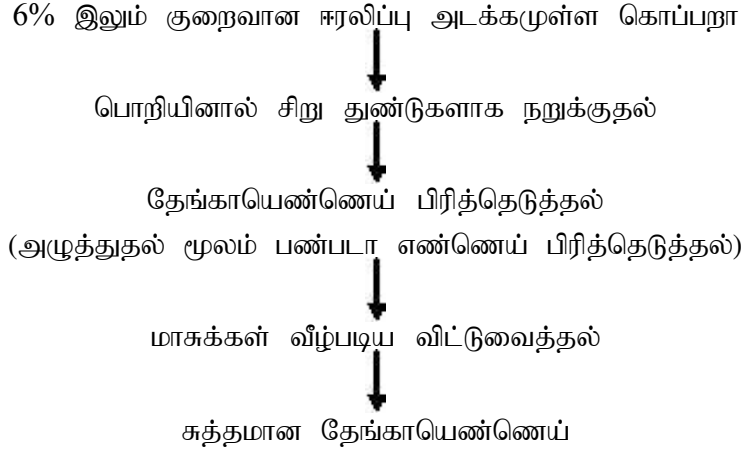 6% இலும் குறைவான ஈரலிப்பு அடக்கமுள்ள கொப்பறா
பொறியினால் சிறு துண்டுகளாக நறுக்குதல்
தேங்காயெண்ணெய் பிரித்தெடுத்தல்
(அழுத்துதல் மூலம் பண்படா எண்ணெய் பிரித்தெடுத்தல்)
மாசுக்கள் வீழ்படிய விட்டுவைத்தல்
சுத்தமான தேங்காயெண்ணெய்